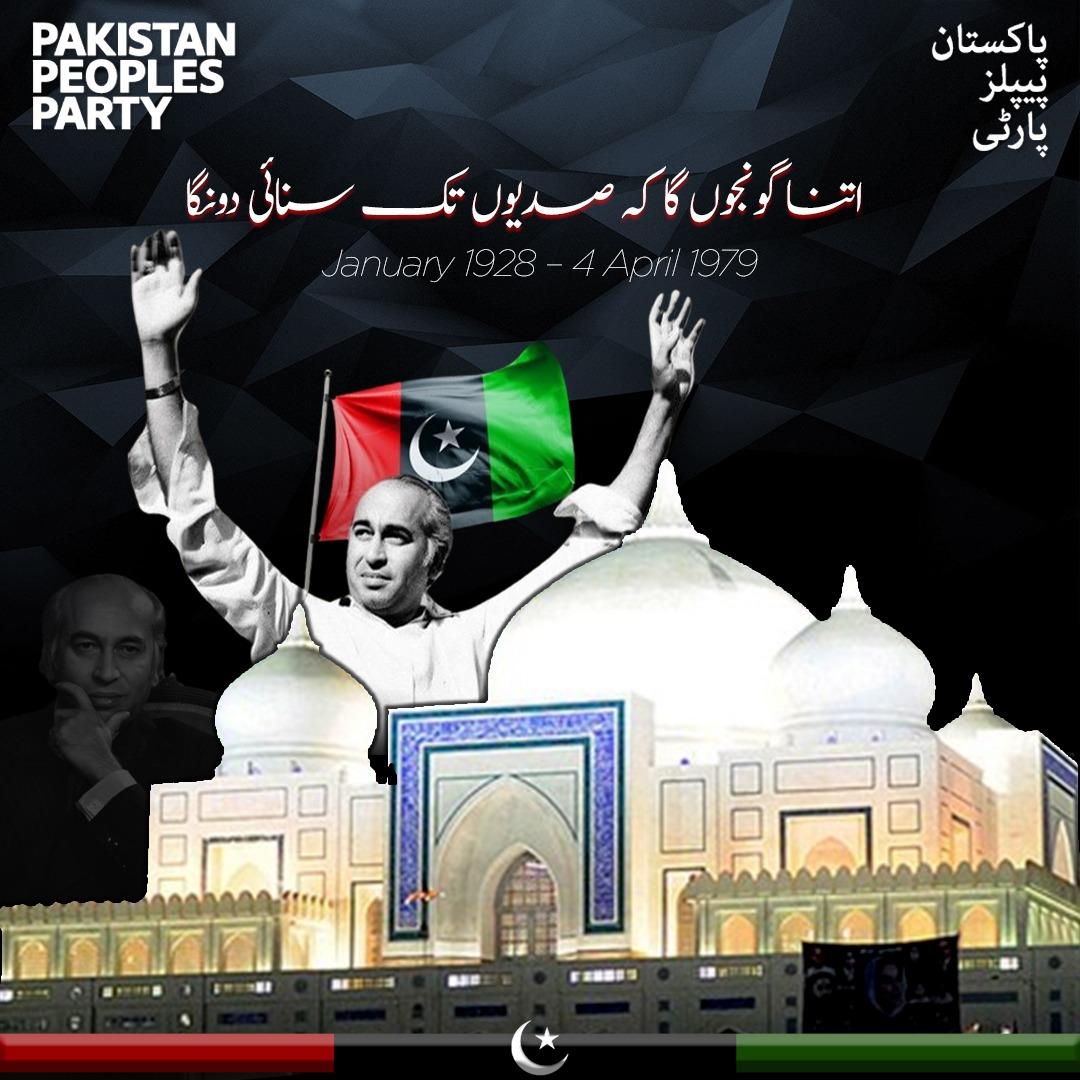 PAKISTAN
PEOPLES
PARTY
پاکستان
پیپلز
پارٹی
اتنا گونجوں گا کہ صدیوں تک سنائی دونگا
January 1928 – 4 April 1979